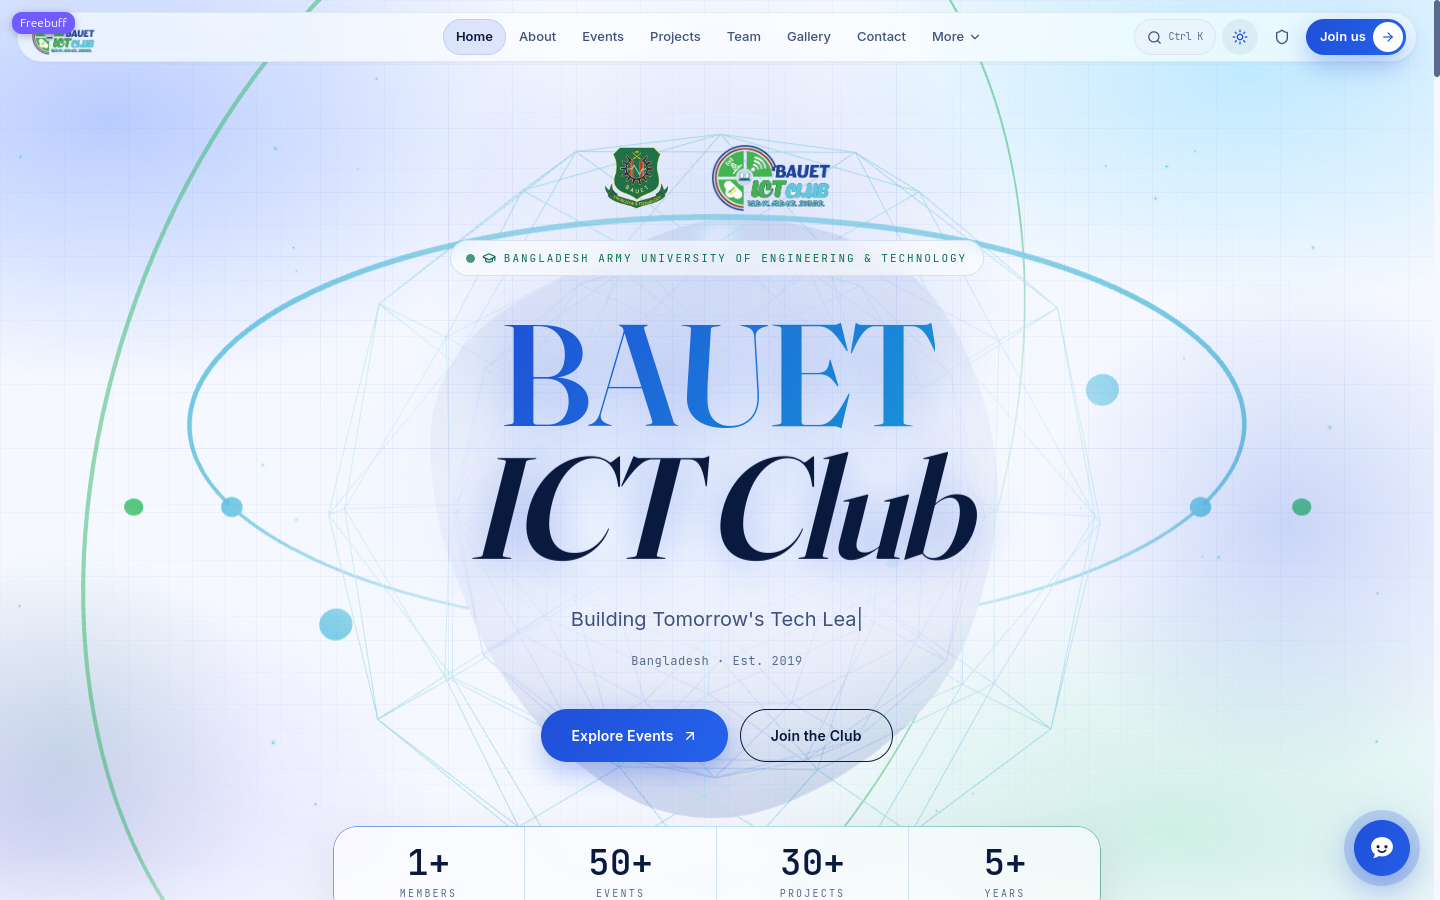 Freebuff
BAUET
ICT CLUB
Home
About
Events
Projects
Team
Gallery
Contact
More
Ctrl K
Join us
BAUET
BAUET
ICT CLUB
BANGLADESH ARMY UNIVERSITY OF ENGINEERING & TECHNOLOGY
BAUET
ICT Club
Building Tomorrow's Tech Lea
Bangladesh · Est. 2019
Explore Events
Join the Club
1+
MEMBERS
50+
EVENTS
30+
PROJECTS
5+
YEARS